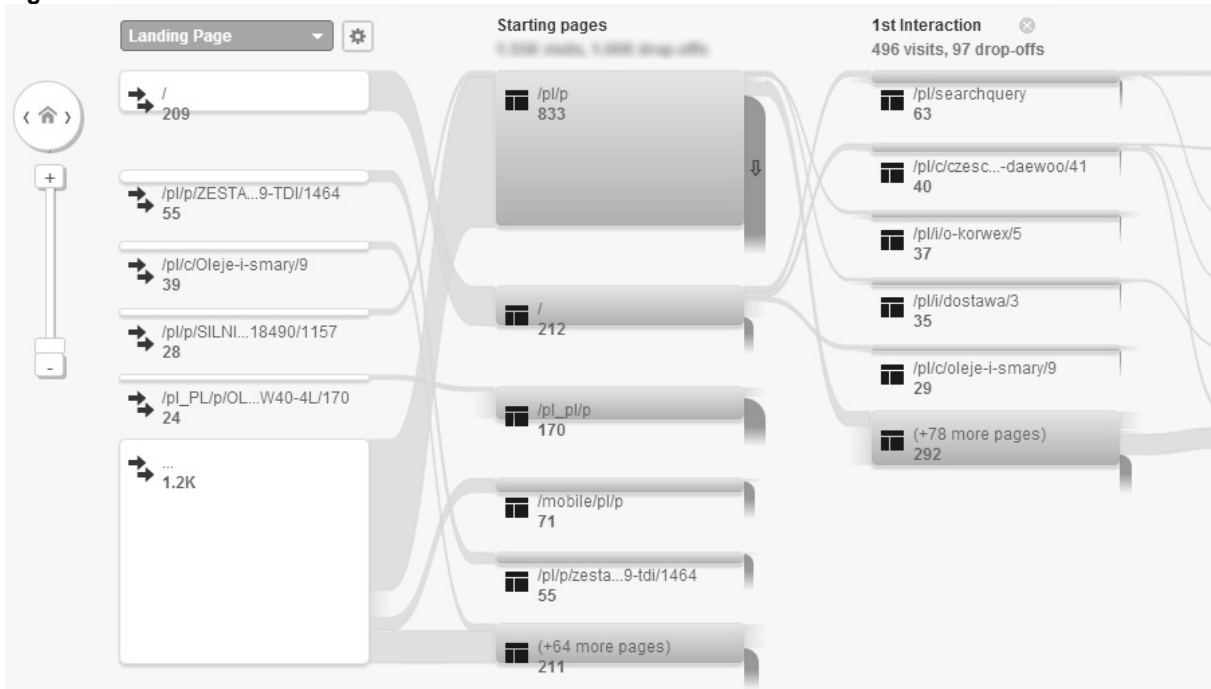 Landing Page
/
209
/pl/p/ZESTA...9-TDI/1464
55
/pl/c/Oleje-i-smary/9
39
/pl/p/SILNI...18490/1157
28
/pl_PL/p/OL...W40-4L/170
24
...
1.2K
+
-
Starting pages
/pl/p
833
/
212
/pl_pl/p
170
/mobile/pl/p
71
/pl/p/zesta...9-tdi/1464
55
(+64 more pages)
211
1st Interaction
496 visits, 97 drop-offs
/pl/searchquery
63
/pl/c/czesc...-daewoo/41
40
/pl/i/o-korwex/5
37
/pl/i/dostawa/3
35
/pl/c/oleje-i-smary/9
29
(+78 more pages)
292